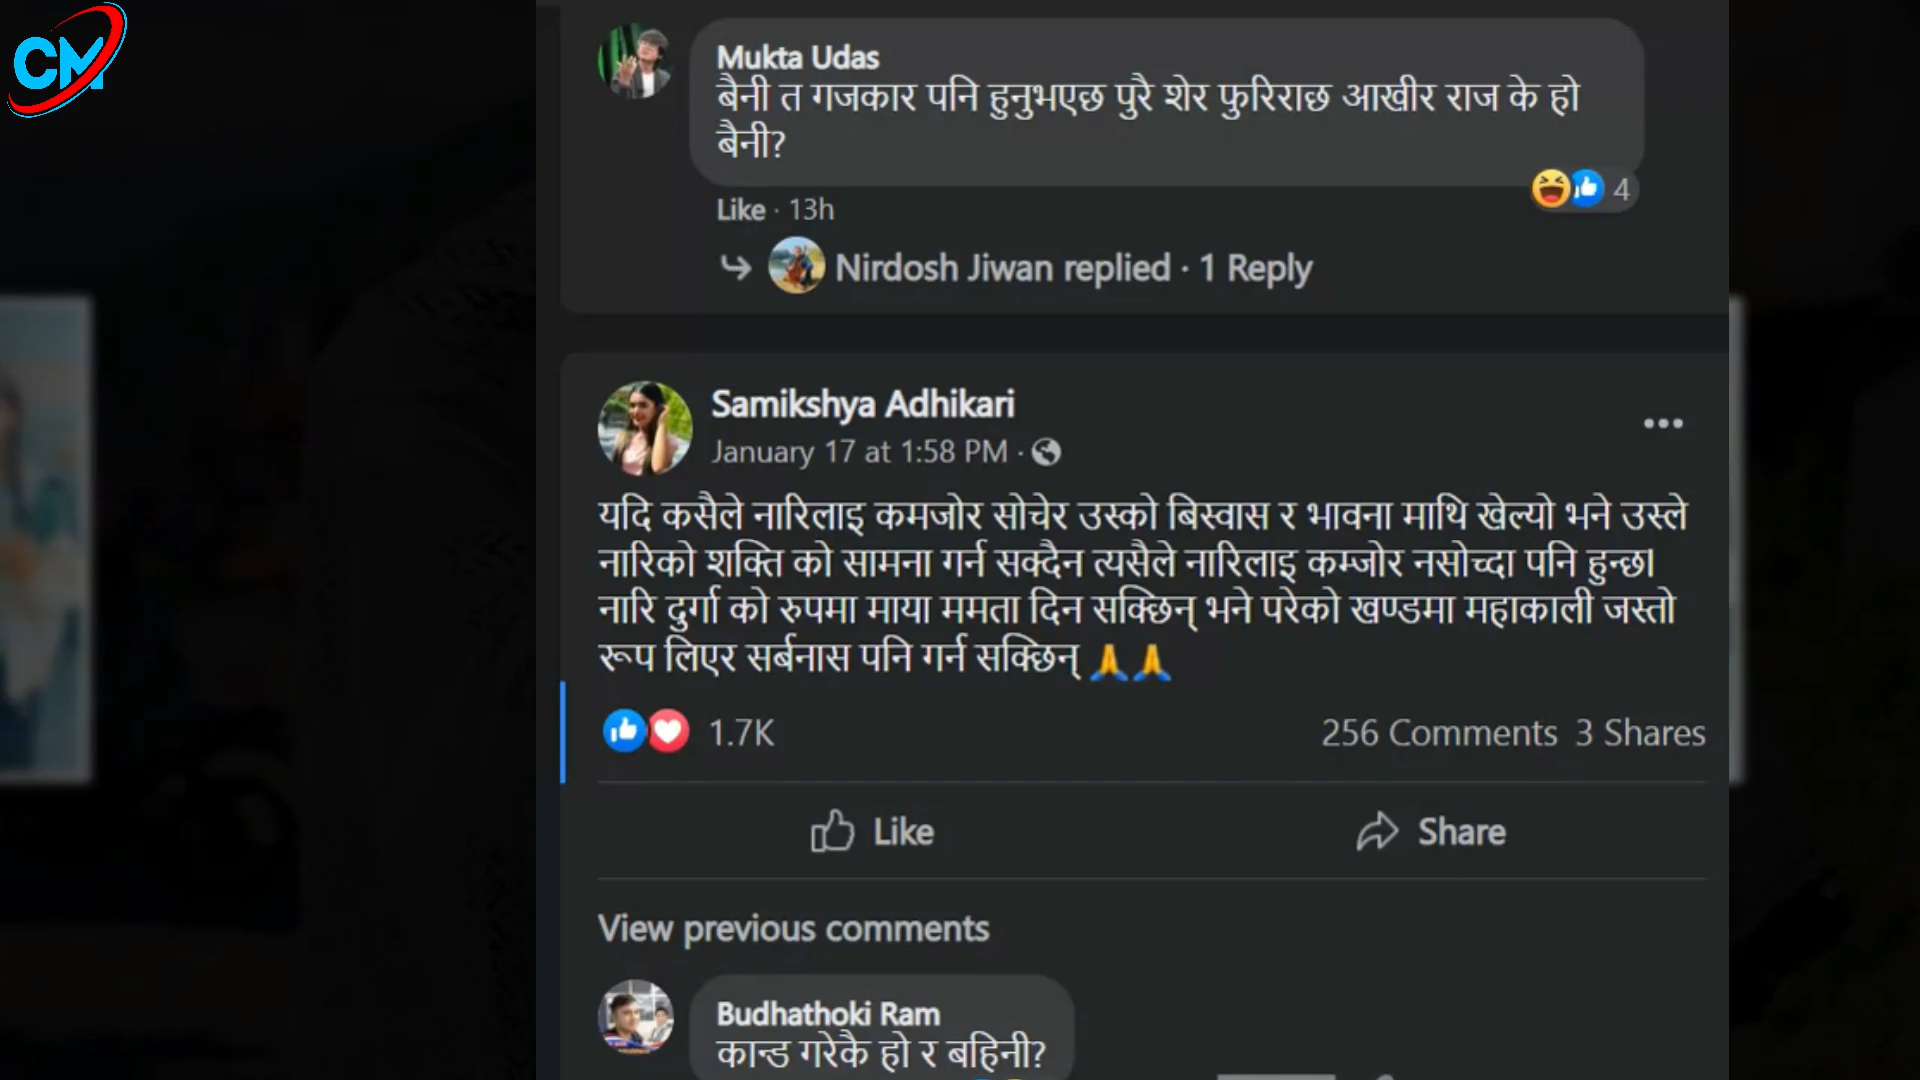 CM
Mukta Udas
बैनी त गजकार पनि हुनुभएछ पुरै शेर फुरिराछ आखीर राज के हो
बैनी?
4
Like · 13h
Nirdosh Jiwan replied · 1 Reply
Samikshya Adhikari
January 17 at 1:58 PM ·
यदि कसैले नारिलाइ कमजोर सोचेर उस्को बिस्वास र भावना माथि खेल्यो भने उस्ले
नारिको शक्ति को सामना गर्न सक्दैन त्यसैले नारिलाइ कम्जोर नसोच्दा पनि हुन्छ।
नारि दुर्गा को रुपमा माया ममता दिन सक्छिन् भने परेको खण्डमा महाकाली जस्तो
रूप लिएर सर्बनास पनि गर्न सक्छिन् 🙏🙏
1.7K 256 Comments 3 Shares
Like Share
View previous comments
Budhathoki Ram
कान्ड गरेकै हो र बहिनी?